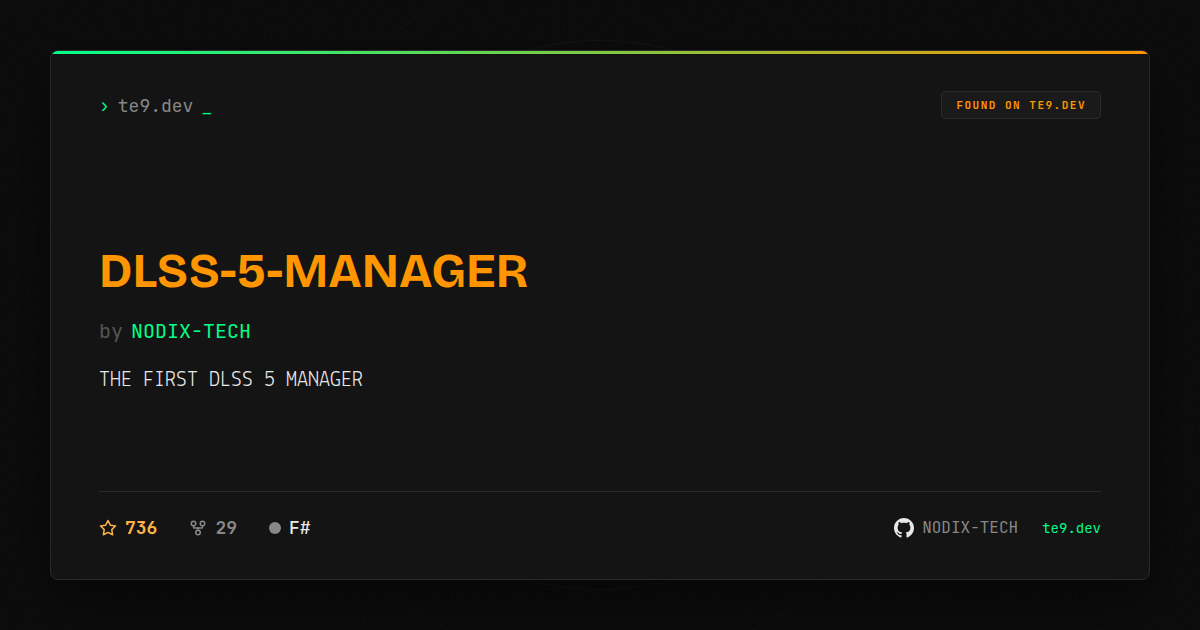 › te9.dev _
FOUND ON TE9.DEV
DLSS-5-MANAGER
by NODIX-TECH
THE FIRST DLSS 5 MANAGER
736 29 F#
NODIX-TECH te9.dev